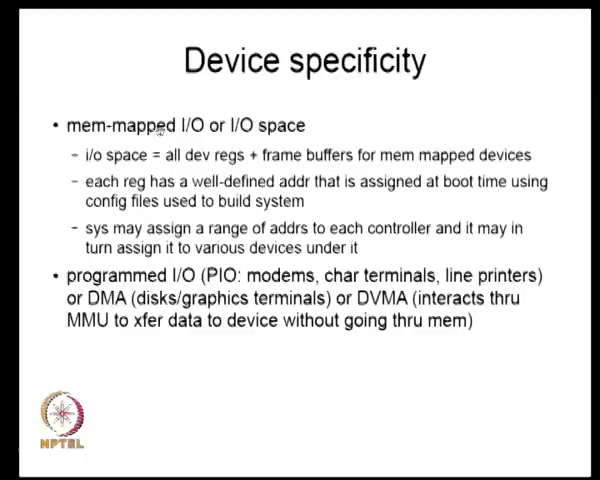 Device specificity
• mem-mapped I/O or I/O space
– i/o space = all dev regs + frame buffers for mem mapped devices
– each reg has a well-defined addr that is assigned at boot time using
config files used to build system
– sys may assign a range of addrs to each controller and it may in
turn assign it to various devices under it
• programmed I/O (PIO: modems, char terminals, line printers)
or DMA (disks/graphics terminals) or DVMA (interacts thru
MMU to xfer data to device without going thru mem)
NPTEL